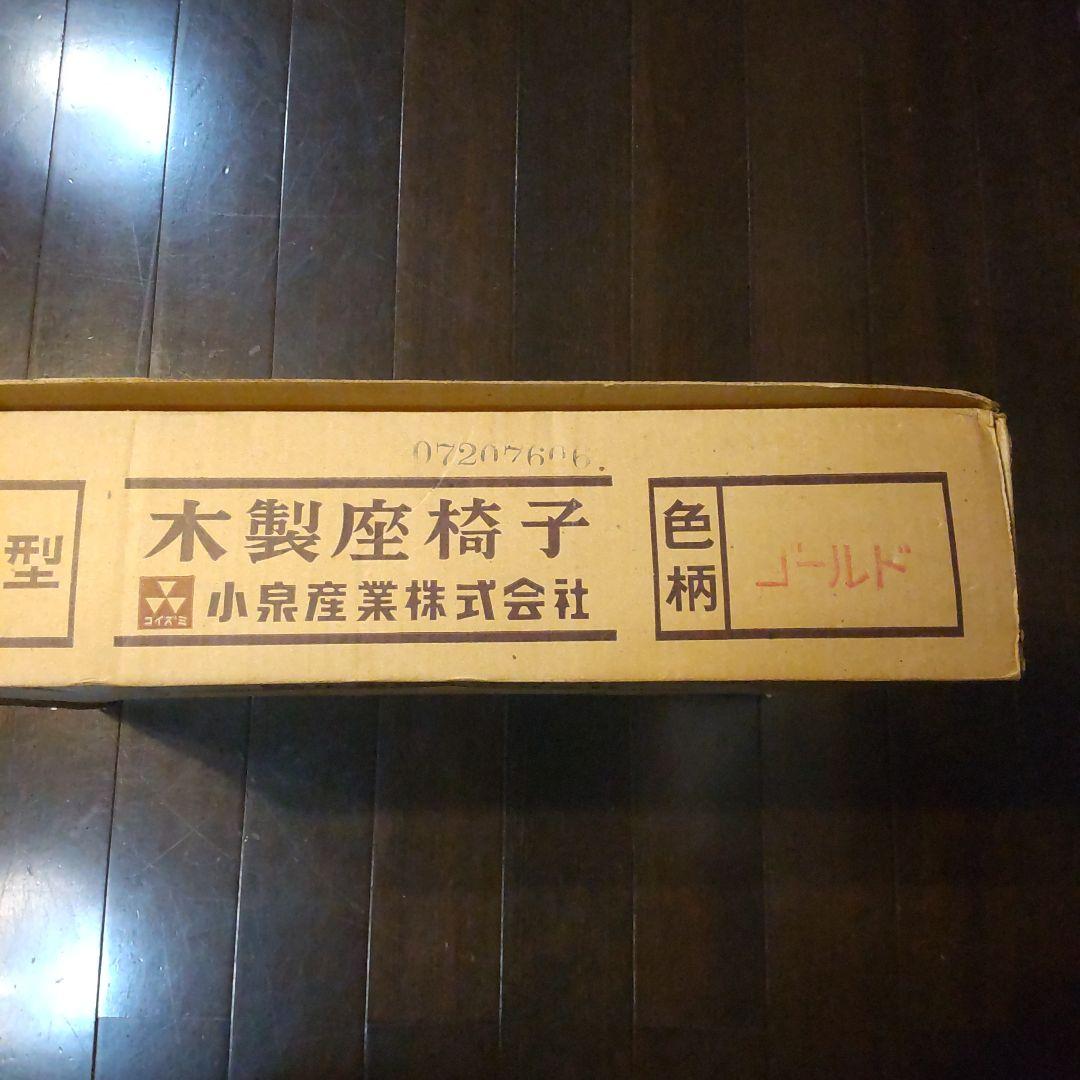 07207606.
型
木製座椅子
コイズミ
小泉産業株式会社
色柄
ゴールド